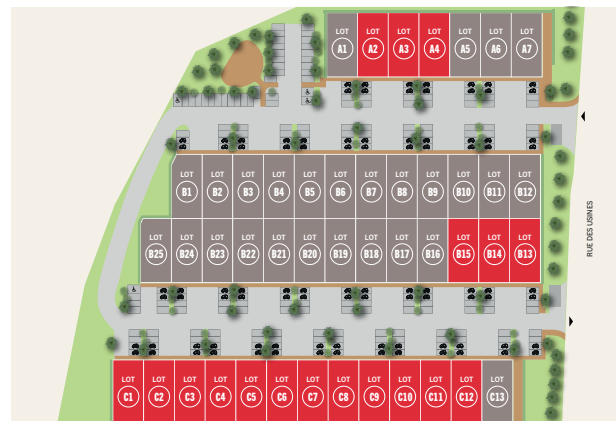 LOT LOT LOT LOT LOT LOT LOT
A1 A2 A3 A4 A5 A6 A7
LOT LOT LOT LOT LOT LOT LOT LOT LOT LOT LOT LOT
B1 B2 B3 B4 B5 B6 B7 B8 B9 B10 B11 B12
RUE DES USINES
LOT LOT LOT LOT LOT LOT LOT LOT LOT LOT LOT LOT LOT
B25 B24 B23 B22 B21 B20 B19 B18 B17 B16 B15 B14 B13
LOT LOT LOT LOT LOT LOT LOT LOT LOT LOT LOT LOT LOT
C1 C2 C3 C4 C5 C6 C7 C8 C9 C10 C11 C12 C13